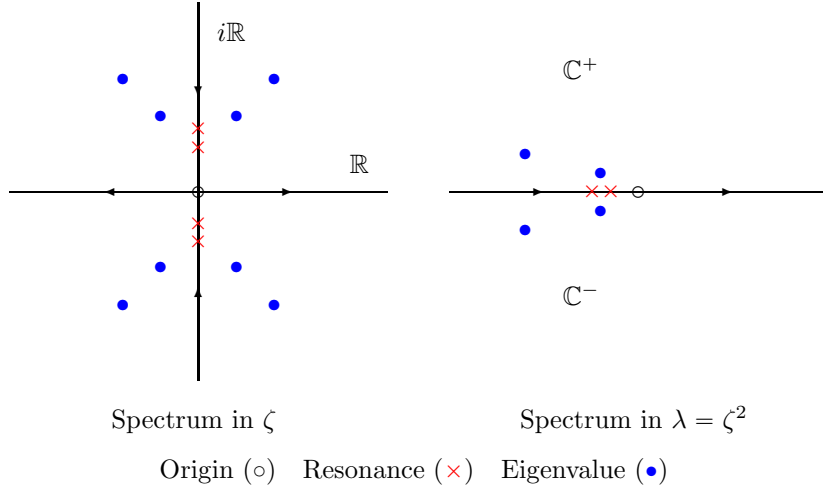 iℝ
ℂ⁺
ℝ
ℂ⁻
Spectrum in ζ
Spectrum in λ = ζ²
Origin (○) Resonance (×) Eigenvalue (●)